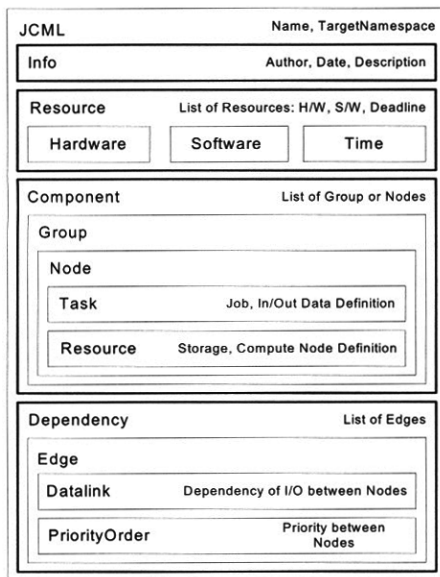 JCML Name, TargetNamespace
Info Author, Date, Description
Resource List of Resources: H/W, S/W, Deadline
Hardware Software Time
Component List of Group or Nodes
Group
Node
Task Job, In/Out Data Definition
Resource Storage, Compute Node Definition
Dependency List of Edges
Edge
Datalink Dependency of I/O between Nodes
PriorityOrder Priority between
Nodes